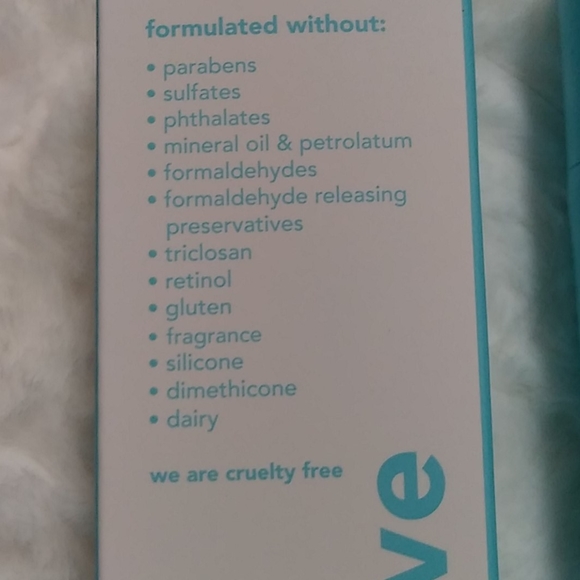 formulated without:
• parabens
• sulfates
• phthalates
• mineral oil & petrolatum
• formaldehydes
• formaldehyde releasing
preservatives
• triclosan
• retinol
• gluten
• fragrance
• silicone
• dimethicone
• dairy
we are cruelty free
ve